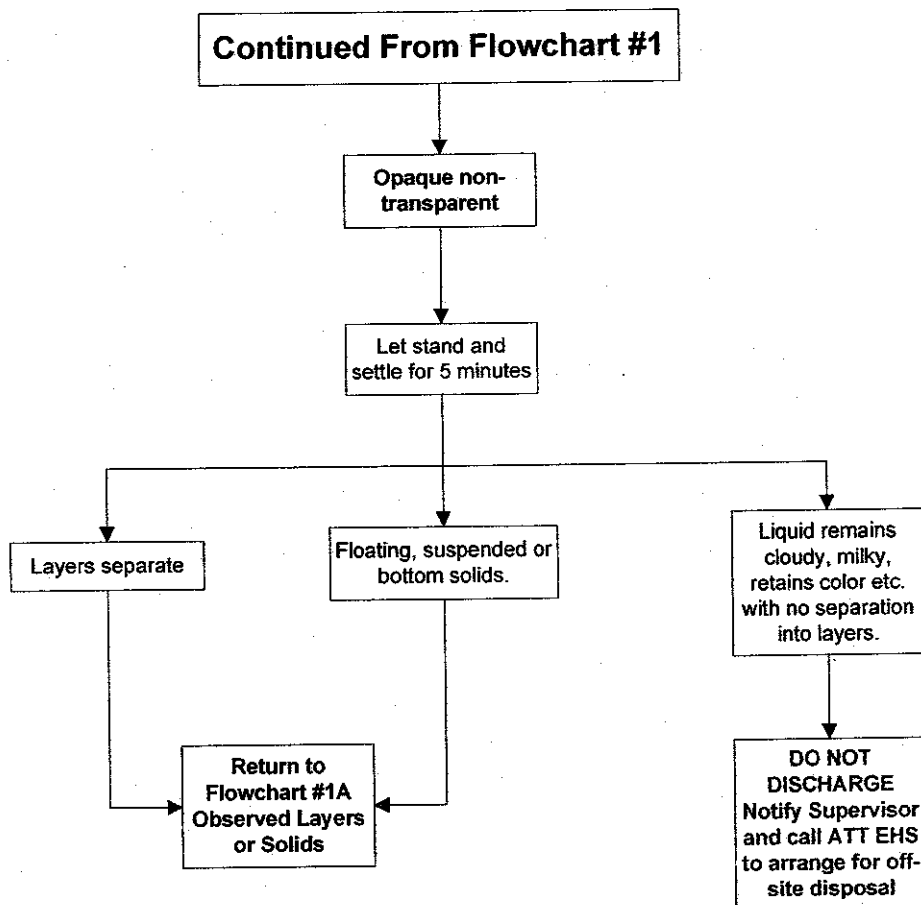 Continued From Flowchart #1
Opaque non-
transparent
Let stand and
settle for 5 minutes
Layers separate
Floating, suspended or
bottom solids.
Liquid remains
cloudy, milky,
retains color etc.
with no separation
into layers.
Return to
Flowchart #1A
Observed Layers
or Solids
DO NOT
DISCHARGE
Notify Supervisor
and call ATT EHS
to arrange for off-
site disposal